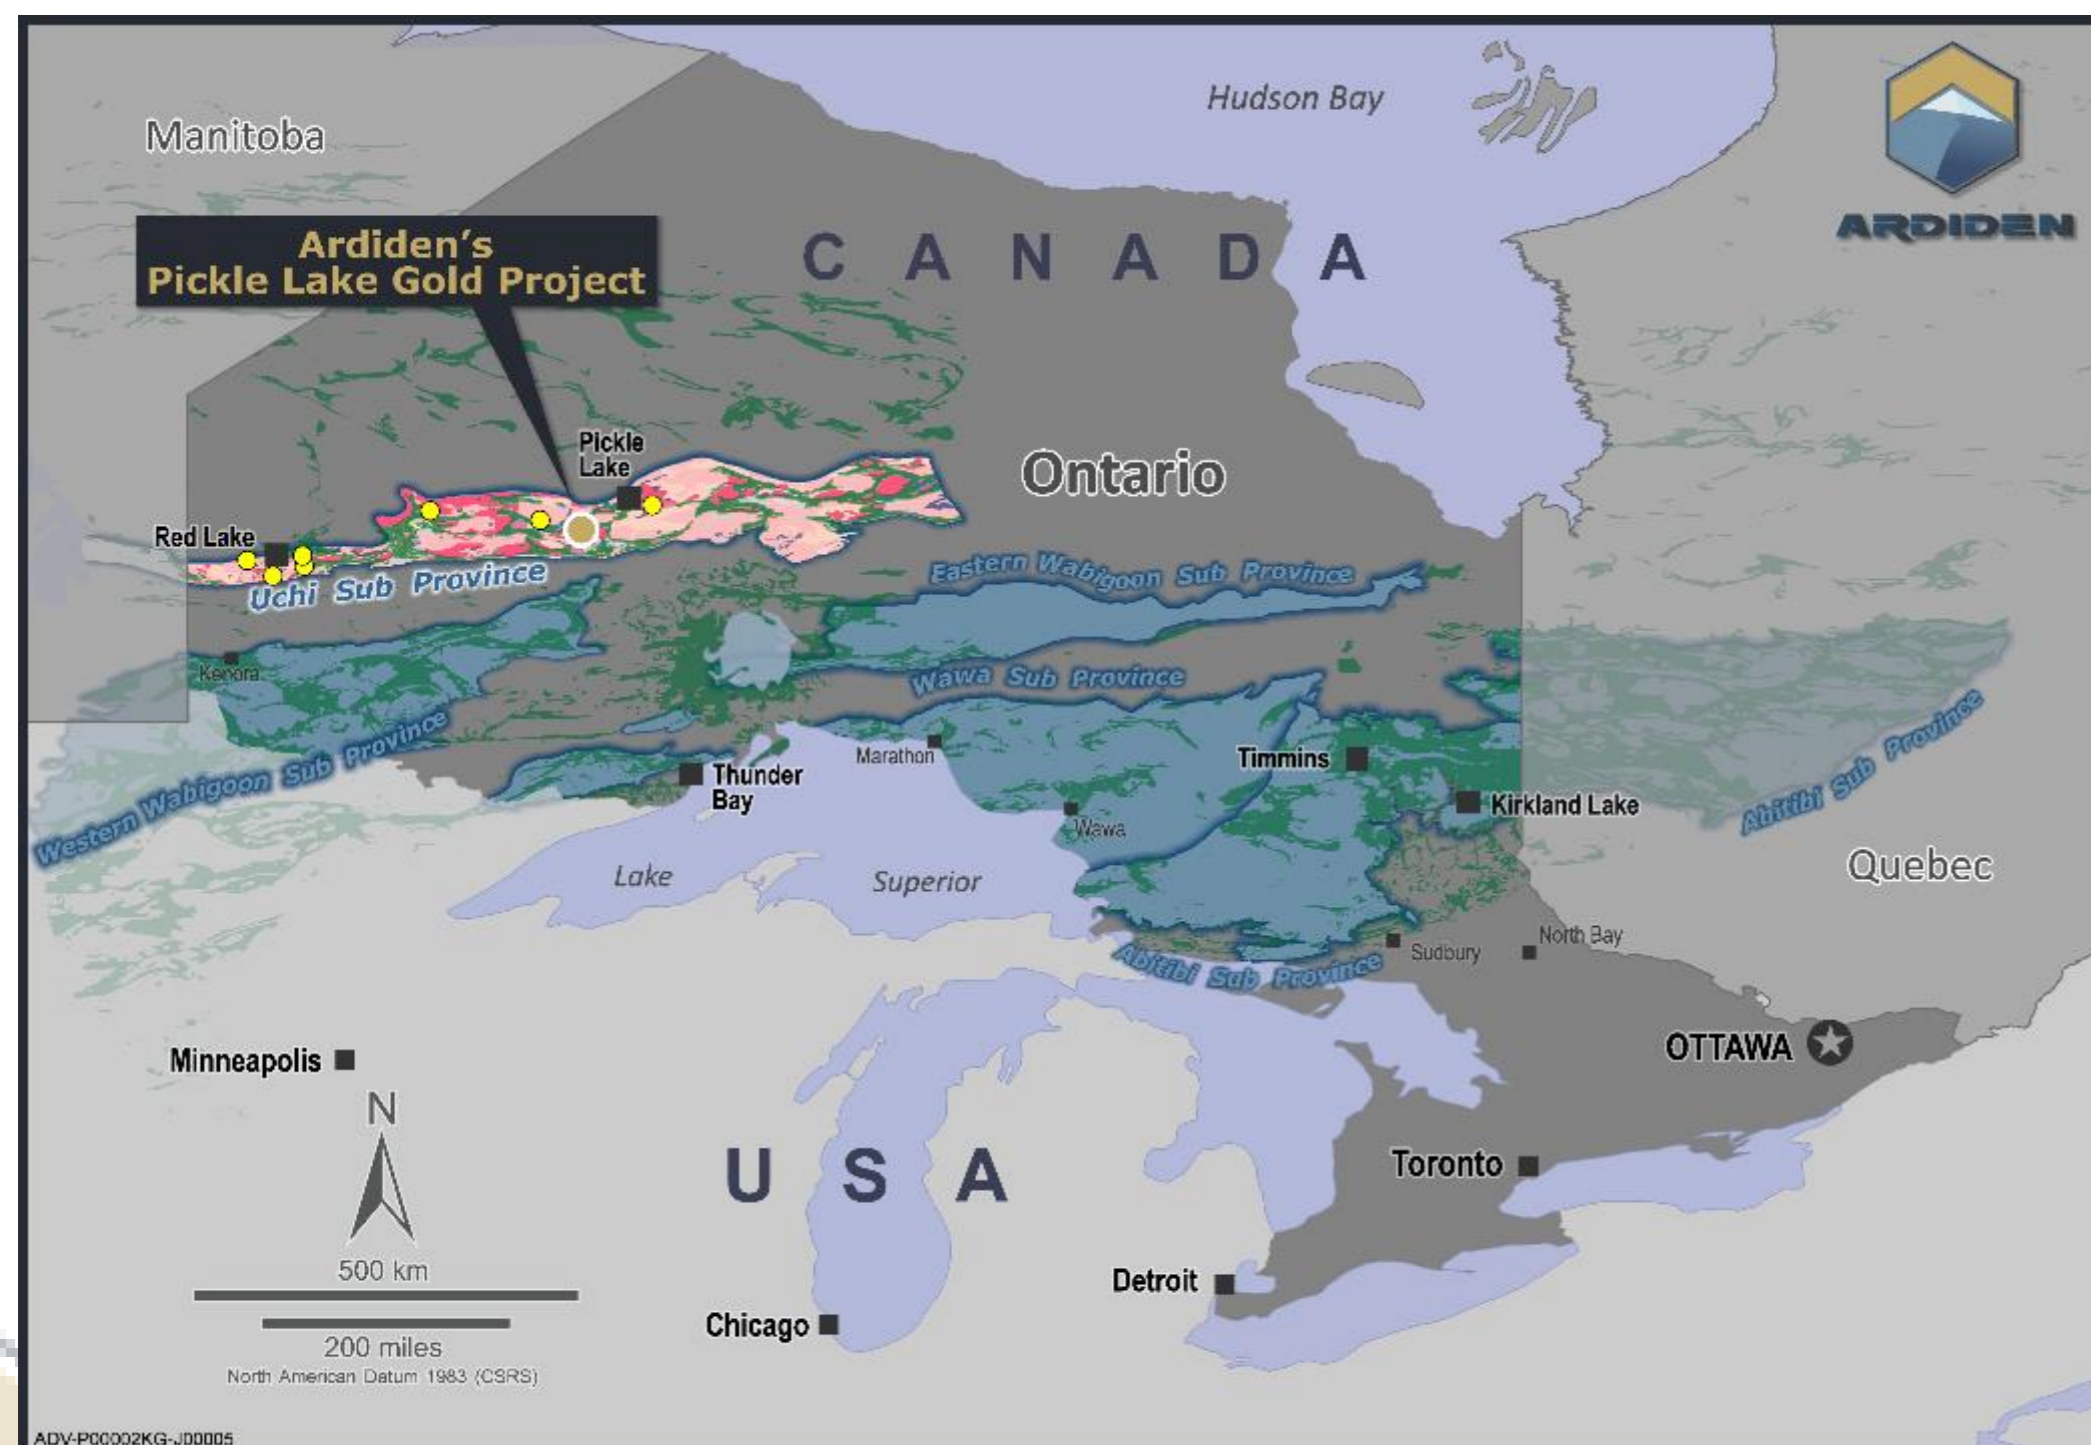 Hudson Bay
Manitoba
ARDIDEN
Ardiden's
Pickle Lake Gold Project
CANADA
Pickle
Lake
Ontario
Red Lake
Uchi Sub Province
Eastern Wabigoon Sub Province
Kenora
Wawa Sub Province
Western Wabigoon Sub Province
Marathon
Timmins
Thunder
Bay
Kirkland Lake
Abitibi Sub Province
Wawa
Quebec
Lake Superior
North Bay
Sudbury
Abitibi Sub Province
OTTAWA
Minneapolis
N
USA
Toronto
500 km
Detroit
Chicago
200 miles
North American Datum 1983 (CSRS)
ADV-P00002KG-J00005